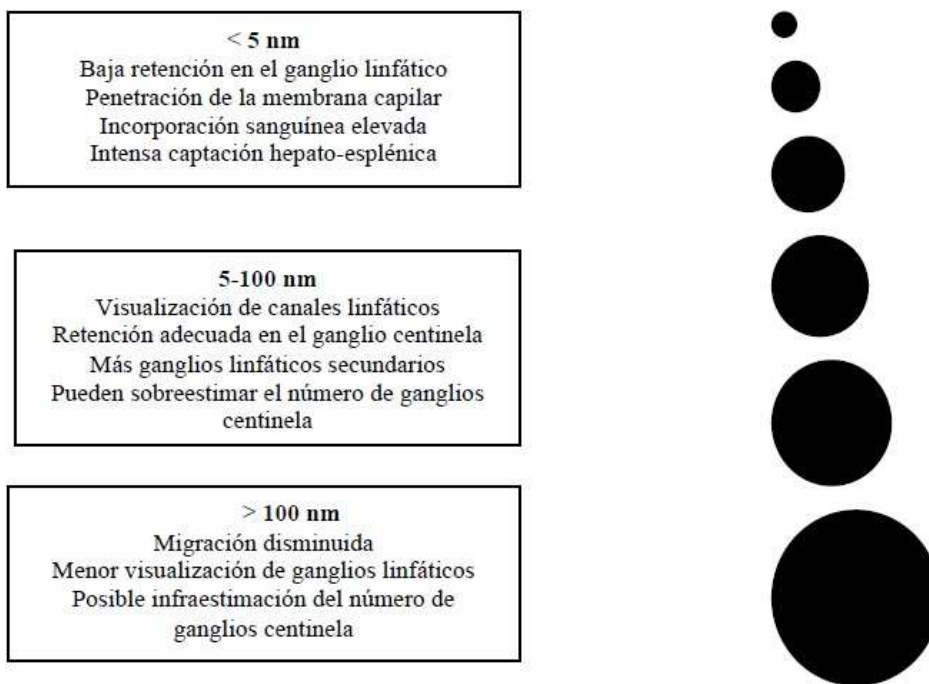 < 5 nm
Baja retención en el ganglio linfático
Penetración de la membrana capilar
Incorporación sanguínea elevada
Intensa captación hepato-esplénica
5-100 nm
Visualización de canales linfáticos
Retención adecuada en el ganglio centinela
Más ganglios linfáticos secundarios
Pueden sobreestimar el número de ganglios
centinela
> 100 nm
Migración disminuida
Menor visualización de ganglios linfáticos
Posible infraestimación del número de
ganglios centinela